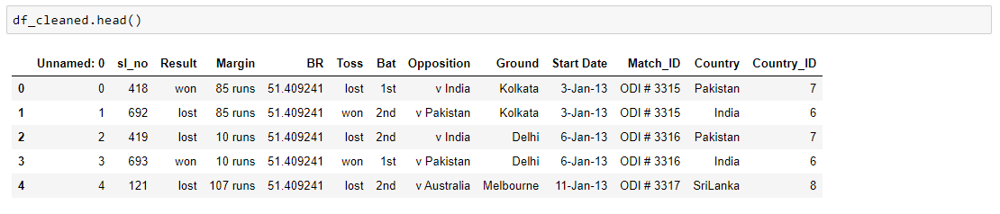 df_cleaned.head()
Unnamed: 0 sl_no Result Margin BR Toss Bat Opposition Ground Start Date Match_ID Country Country_ID
0 0 418 won 85 runs 51.409241 lost 1st v India Kolkata 3-Jan-13 ODI # 3315 Pakistan 7
1 1 692 lost 85 runs 51.409241 won 2nd v Pakistan Kolkata 3-Jan-13 ODI # 3315 India 6
2 2 419 lost 10 runs 51.409241 lost 2nd v India Delhi 6-Jan-13 ODI # 3316 Pakistan 7
3 3 693 won 10 runs 51.409241 won 1st v Pakistan Delhi 6-Jan-13 ODI # 3316 India 6
4 4 121 lost 107 runs 51.409241 lost 2nd v Australia Melbourne 11-Jan-13 ODI # 3317 SriLanka 8